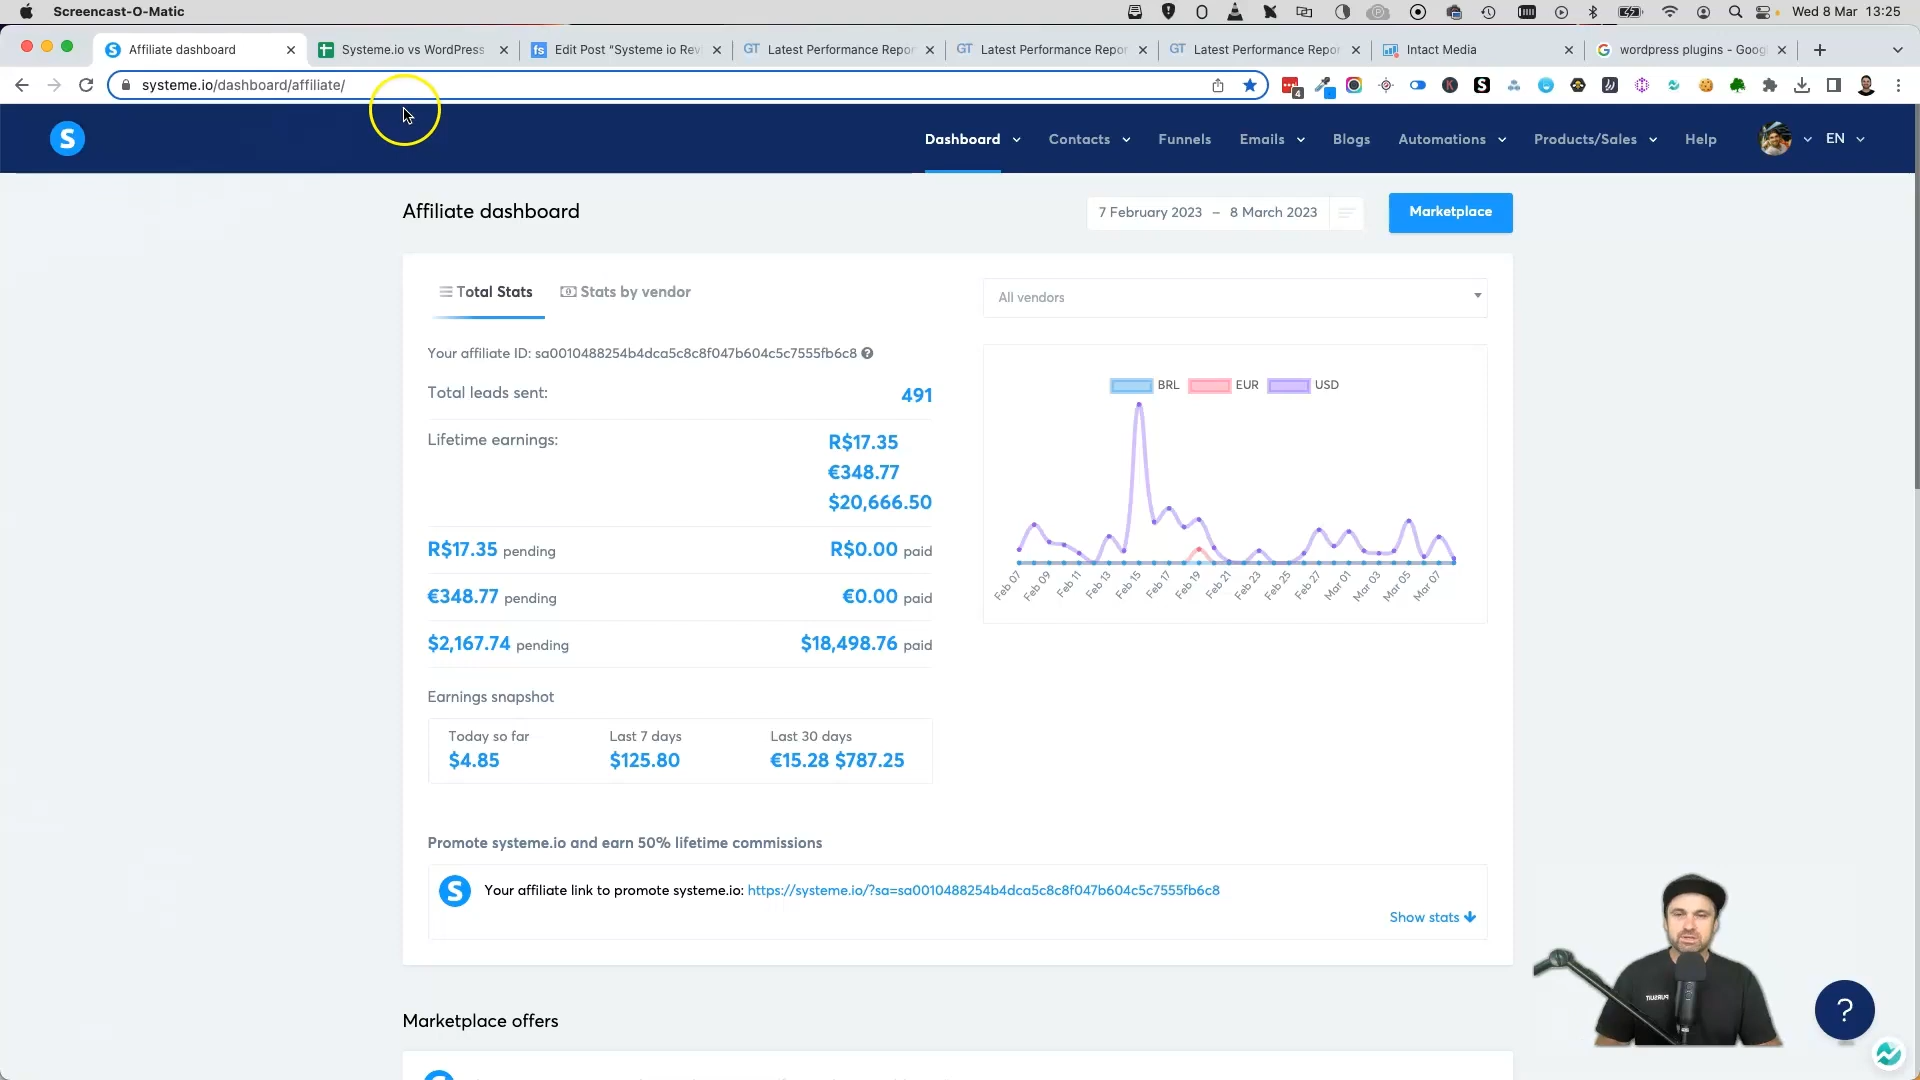 Screencast-O-Matic
Wed 8 Mar 13:25
Affiliate dashboard
Systeme.io vs WordPress
Edit Post "Systeme io Rev
Latest Performance Repor
Latest Performance Repor
Latest Performance Repor
Intact Media
wordpress plugins - Goog
systeme.io/dashboard/affiliate/
Dashboard
Contacts
Funnels
Emails
Blogs
Automations
Products/Sales
Help
EN
Affiliate dashboard
7 February 2023 – 8 March 2023
Marketplace
Total Stats
Stats by vendor
All vendors
Your affiliate ID: sa0010488254b4dca5c8c8f047b604c5c7555fb6c8
Total leads sent: 491
Lifetime earnings: R$17.35
€348.77
$20,666.50
R$17.35 pending R$0.00 paid
€348.77 pending €0.00 paid
$2,167.74 pending $18,498.76 paid
BRL EUR USD
Feb 07 Feb 09 Feb 11 Feb 13 Feb 15 Feb 17 Feb 19 Feb 21 Feb 23 Feb 25 Feb 27 Mar 01 Mar 03 Mar 05 Mar 07
Earnings snapshot
Today so far Last 7 days Last 30 days
$4.85 $125.80 €15.28 $787.25
Promote systeme.io and earn 50% lifetime commissions
Your affiliate link to promote systeme.io: https://systeme.io/?sa=sa0010488254b4dca5c8c8f047b604c5c7555fb6c8
Show stats
Marketplace offers